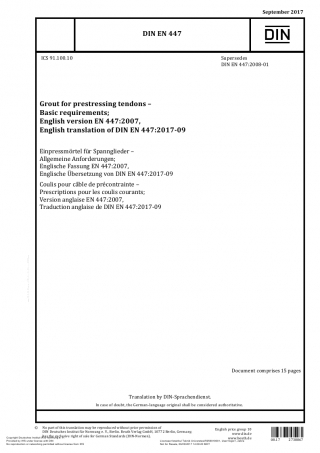 September 2017
DIN EN 447
DIN
ICS 91.100.10
Supersedes
DIN EN 447:2008-01
Grout for prestressing tendons –
Basic requirements;
English version EN 447:2007,
English translation of DIN EN 447:2017-09
Einpressmörtel für Spannglieder –
Allgemeine Anforderungen;
Englische Fassung EN 447:2007,
Englische Übersetzung von DIN EN 447:2017-09
Coulis pour câble de précontrainte –
Prescriptions pour les coulis courants;
Version anglaise EN 447:2007,
Traduction anglaise de DIN EN 447:2017-09
Document comprises 15 pages
Translation by DIN-Sprachendienst.
In case of doubt, the German-language original shall be considered authoritative.
No part of this translation may be reproduced without prior permission of
DIN Deutsches Institut für Normung e. V., Berlin. Beuth Verlag GmbH, 10772 Berlin, Germany,
has the exclusive right of sale for German Standards (DIN-Normen).
English price group 10
www.din.de
www.beuth.de